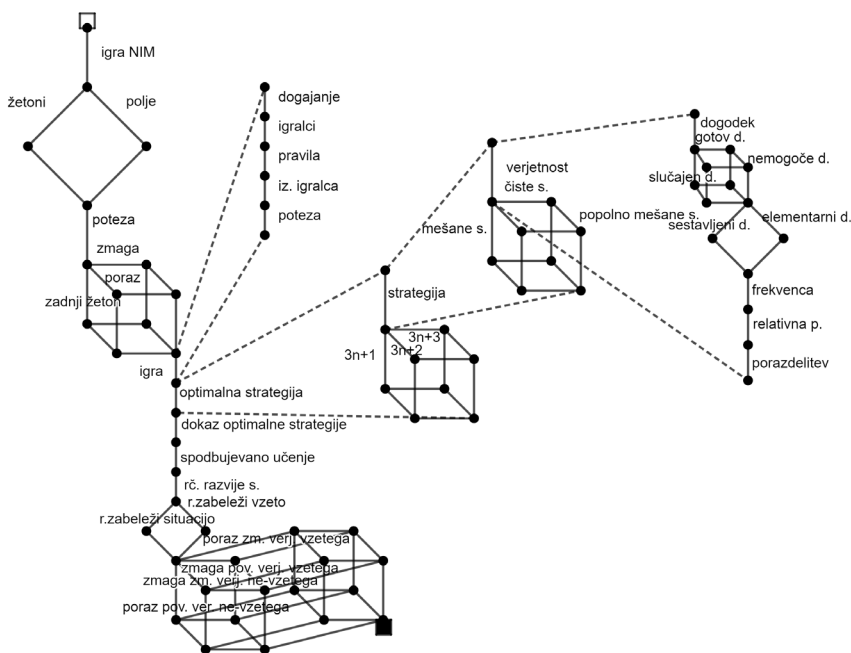 igra NIM
žetoni
polje
poteza
zmaga
poraz
zadnji žeton
igra
optimalna strategija
dokaz optimalne strategije
spodbujevano učenje
rč. razvije s.
r.zabeleži vzeto
r.zabeleži situacijo
poraz zm. verj. vzetega
zmaga pov. verj. vzetega
zmaga zm. verj. ne-vzetega
poraz pov. ver. ne-vzetega
dogajanje
igralci
pravila
iz. igralca
poteza
strategija
3n+1
3n+2
3n+3
verjetnost
čiste s.
mešane s.
popolno mešane s.
dogodek
gotov d.
nemogoče d.
slučajen d.
sestavljeni d.
elementarni d.
frekvenca
relativna p.
porazdelitev